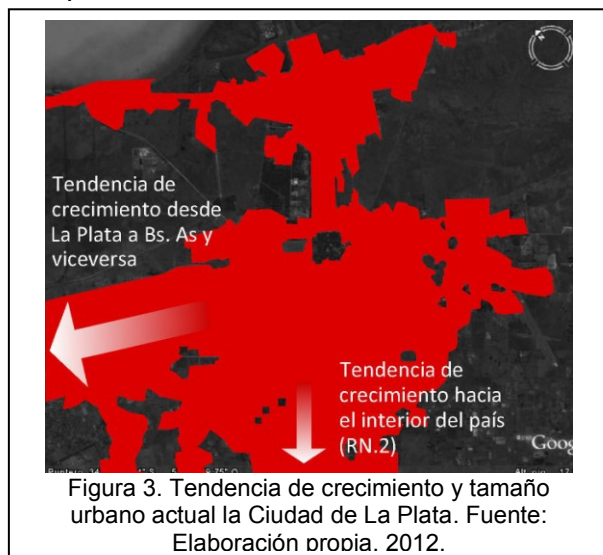 Tendencia de
crecimiento desde
La Plata a Bs. As y
viceversa
Tendencia de
crecimiento hacia
el interior del país
(RN.2)
Goog
Figura 3. Tendencia de crecimiento y tamaño
urbano actual la Ciudad de La Plata. Fuente:
Elaboración propia. 2012.